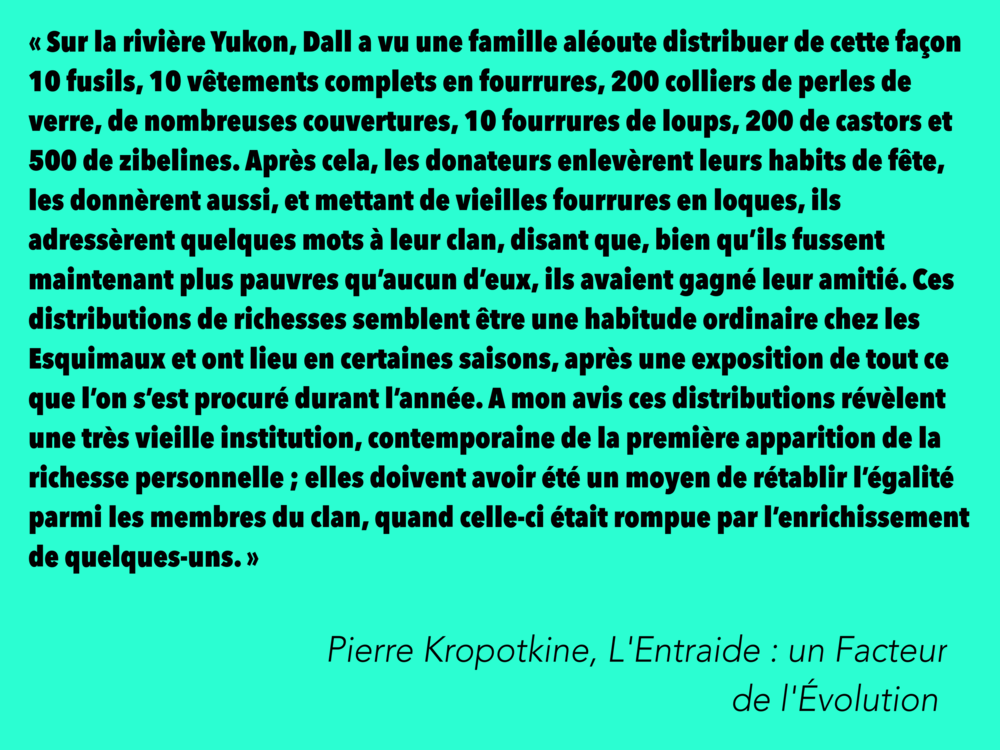 « Sur la rivière Yukon, Dall a vu une famille aléoute distribuer de cette façon
10 fusils, 10 vêtements complets en fourrures, 200 colliers de perles de
verre, de nombreuses couvertures, 10 fourrures de loups, 200 de castors et
500 de zibelines. Après cela, les donateurs enlevèrent leurs habits de fête,
les donnèrent aussi, et mettant de vieilles fourrures en loques, ils
adressèrent quelques mots à leur clan, disant que, bien qu’ils fussent
maintenant plus pauvres qu’aucun d’eux, ils avaient gagné leur amitié. Ces
distributions de richesses semblent être une habitude ordinaire chez les
Esquimaux et ont lieu en certaines saisons, après une exposition de tout ce
que l’on s’est procuré durant l’année. A mon avis ces distributions révèlent
une très vieille institution, contemporaine de la première apparition de la
richesse personnelle ; elles doivent avoir été un moyen de rétablir l’égalité
parmi les membres du clan, quand celle-ci était rompue par l’enrichissement
de quelques-uns. »
Pierre Kropotkine, L'Entraide : un Facteur
de l'Évolution